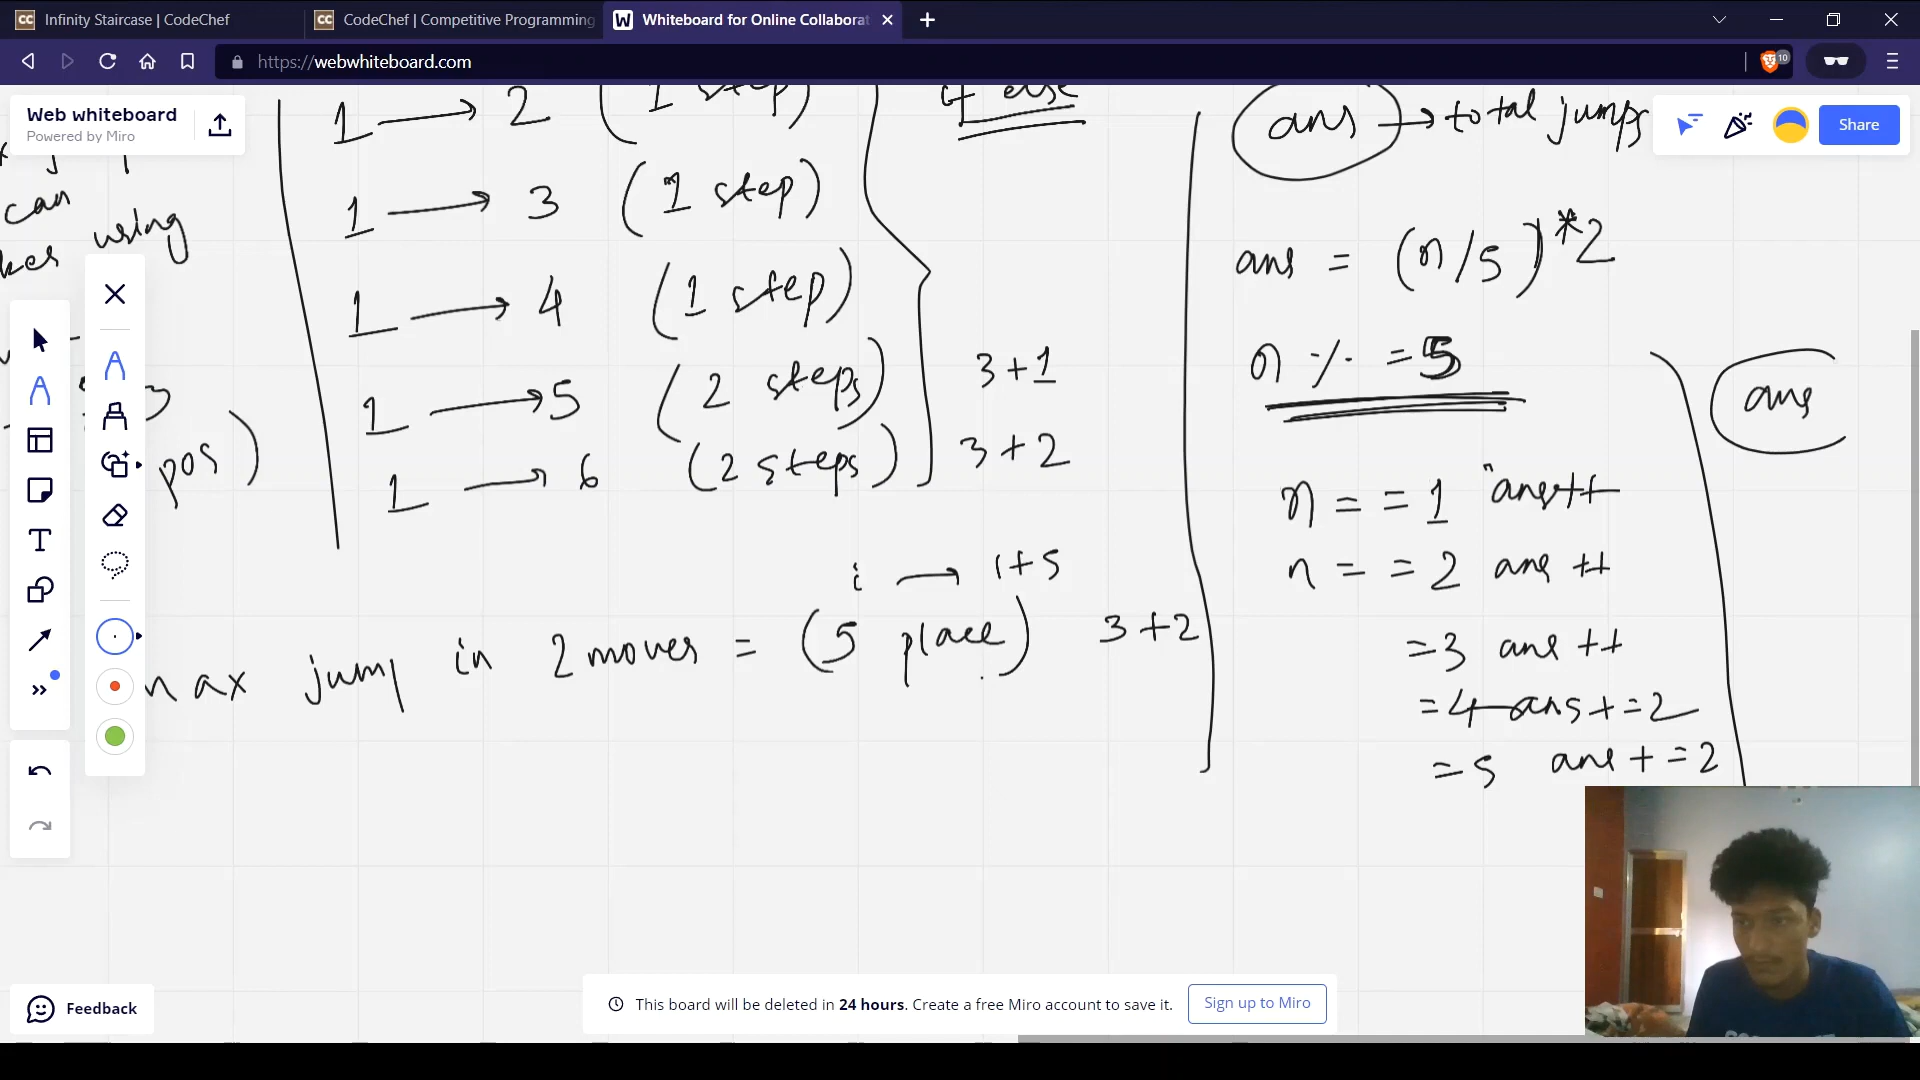 Infinity Staircase | CodeChef
CodeChef | Competitive Programming
Whiteboard for Online Collaborat
https://webwhiteboard.com
10
Web whiteboard
Powered by Miro
Share
can
using
pos)
1 → 2 (1 step)
1 → 3 (1 step)
1 → 4 (1 step)
1 → 5 (2 steps) 3+1
1 → 6 (2 steps) 3+2
i → i+5
max jump in 2 moves = (5 place) 3+2
ans → total jumps
ans = (n/5)*2
n % = 5
n = = 1 ans++
n = = 2 ans ++
=3 ans ++
=4 ans+=2
=5 ans+=2
ans
This board will be deleted in 24 hours. Create a free Miro account to save it.
Sign up to Miro
Feedback